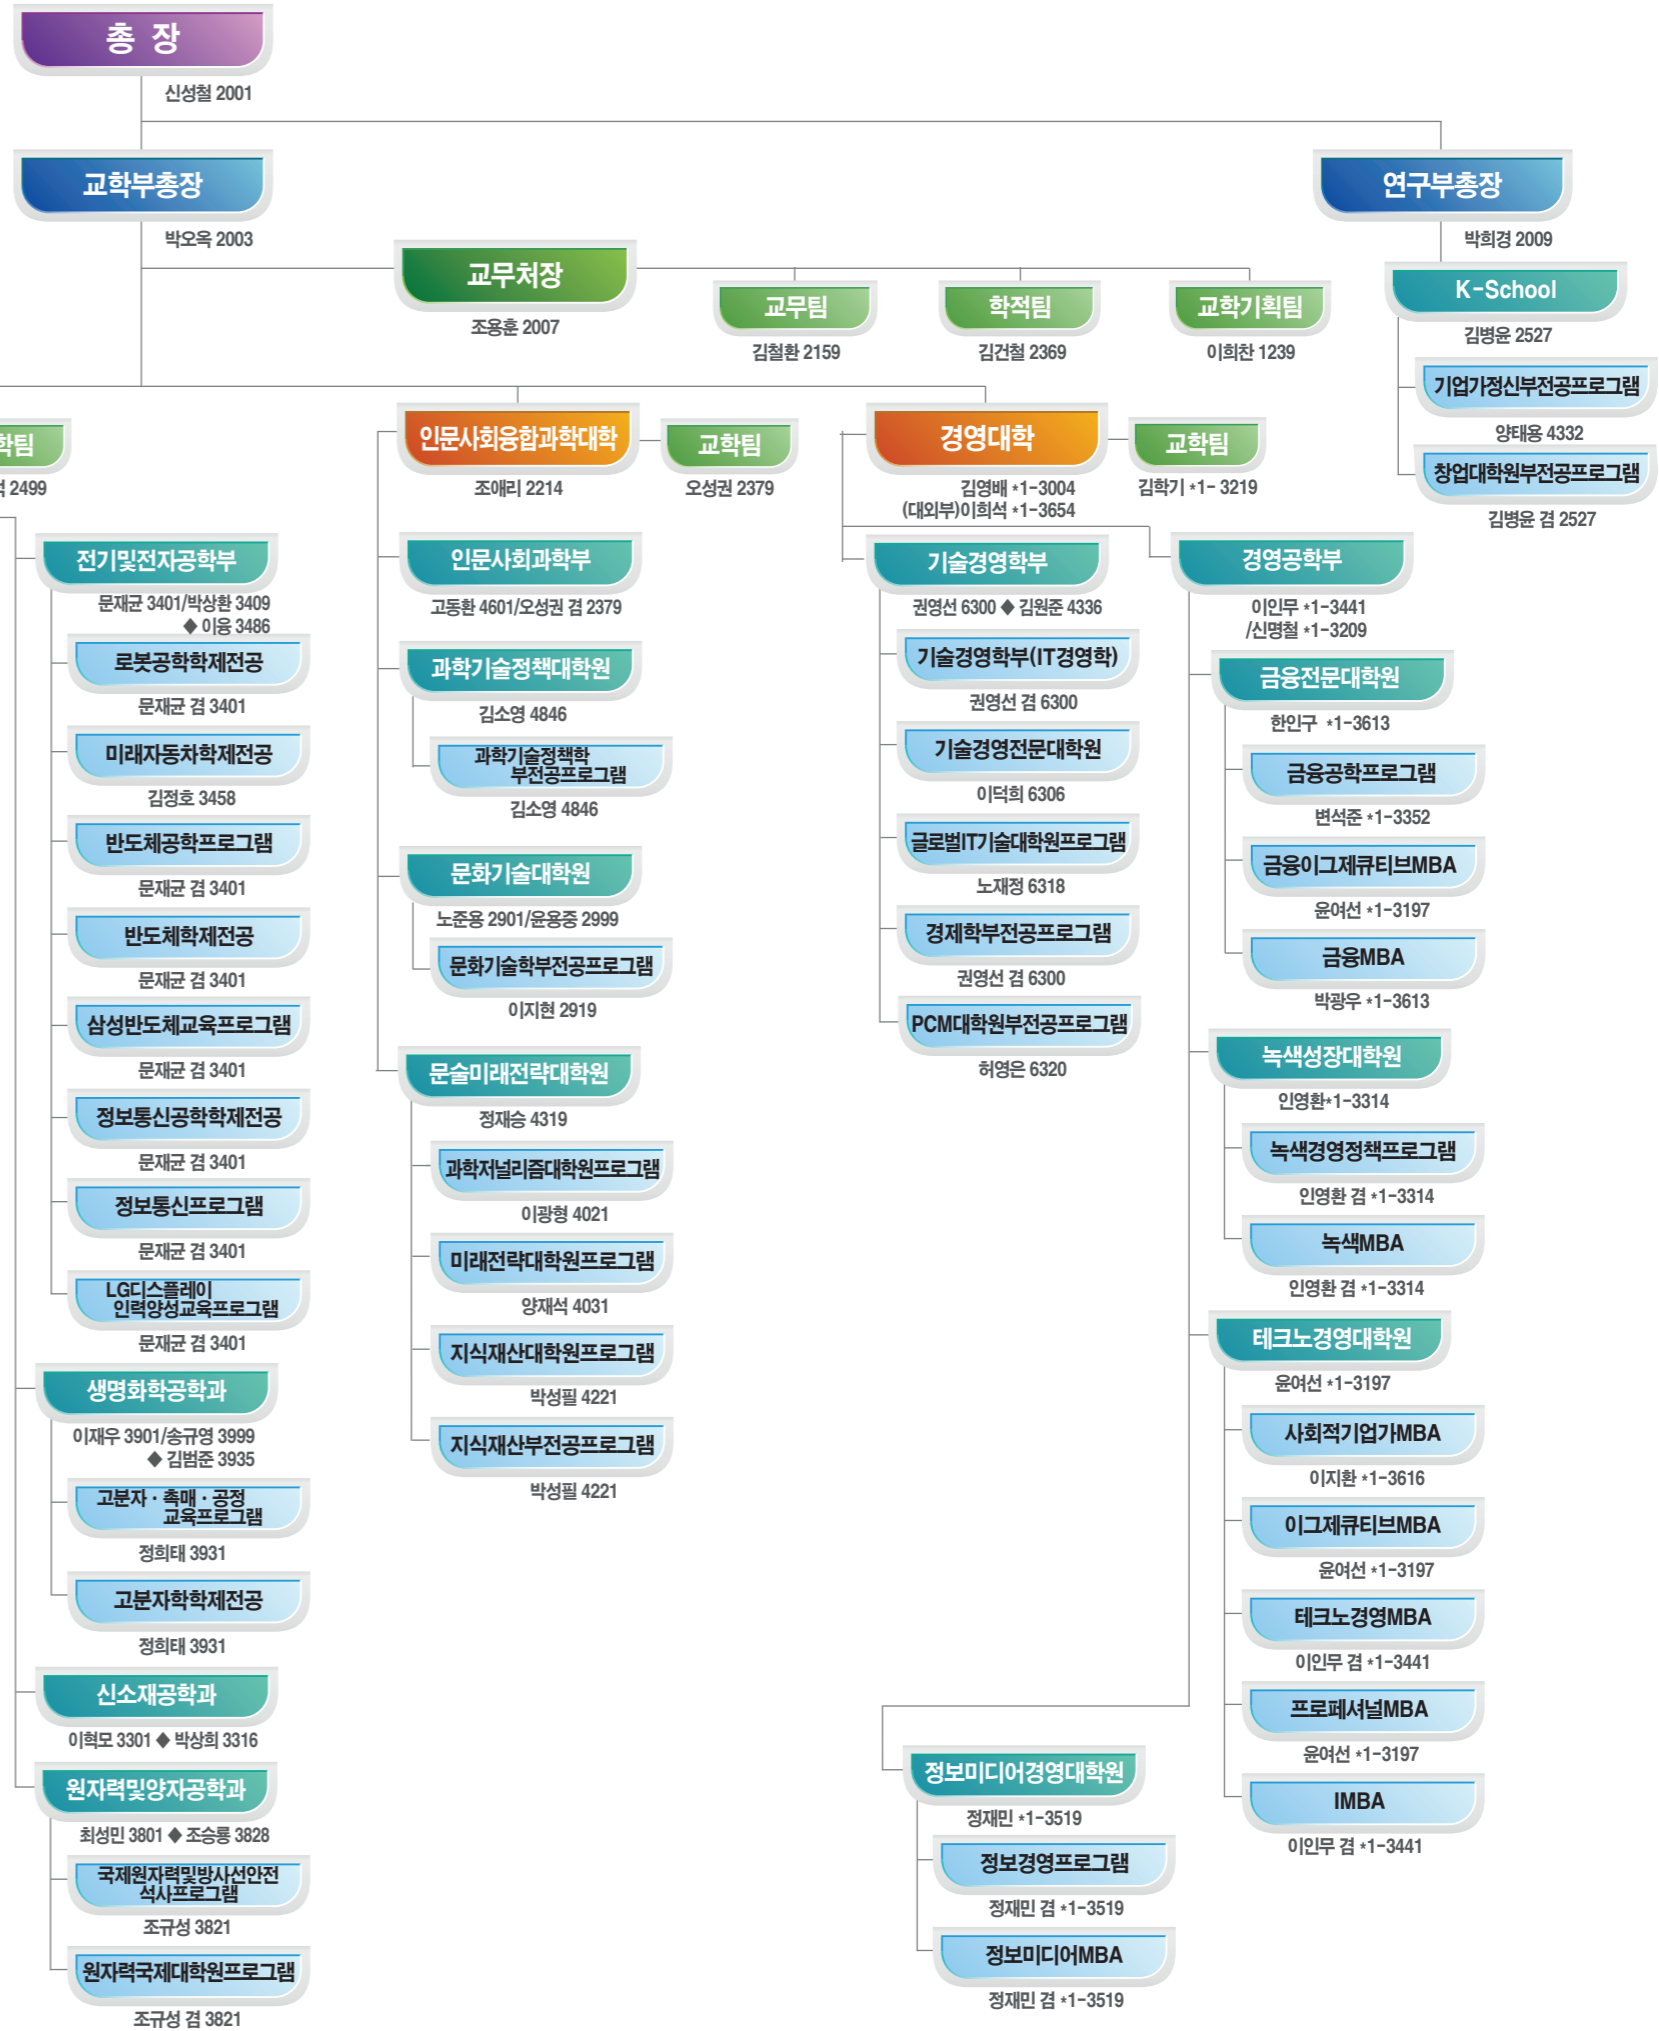 총 장
신성철 2001
교학부총장
박오옥 2003
연구부총장
박희경 2009
교무처장
조용훈 2007
교무팀
김철환 2159
학적팀
김건철 2369
교학기획팀
이희찬 1239
K-School
김병윤 2527
기업가정신부전공프로그램
양태용 4332
창업대학원부전공프로그램
김병윤 겸 2527
학팀
2499
전기및전자공학부
문재균 3401/박상환 3409
◆ 이융 3486
로봇공학학제전공
문재균 겸 3401
미래자동차학제전공
김정호 3458
반도체공학프로그램
문재균 겸 3401
반도체학제전공
문재균 겸 3401
삼성반도체교육프로그램
문재균 겸 3401
정보통신공학학제전공
문재균 겸 3401
정보통신프로그램
문재균 겸 3401
LG디스플레이
인력양성교육프로그램
문재균 겸 3401
생명화학공학과
이재우 3901/송규영 3999
◆ 김범준 3935
고분자 · 촉매 · 공정
교육프로그램
정희태 3931
고분자학학제전공
정희태 3931
신소재공학과
이혁모 3301 ◆ 박상희 3316
원자력및양자공학과
최성민 3801 ◆ 조승룡 3828
국제원자력및방사선안전
석사프로그램
조규성 3821
원자력국제대학원프로그램
조규성 겸 3821
인문사회융합과학대학
조애리 2214
교학팀
오성권 2379
인문사회과학부
고동환 4601/오성권 겸 2379
과학기술정책대학원
김소영 4846
과학기술정책학
부전공프로그램
김소영 4846
문화기술대학원
노준용 2901/윤용중 2999
문화기술학부전공프로그램
이지현 2919
문술미래전략대학원
정재승 4319
과학저널리즘대학원프로그램
이광형 4021
미래전략대학원프로그램
양재석 4031
지식재산대학원프로그램
박성필 4221
지식재산부전공프로그램
박성필 4221
경영대학
김영배 *1-3004
(대외부)이희석 *1-3654
교학팀
김학기 *1- 3219
기술경영학부
권영선 6300 ◆ 김원준 4336
기술경영학부(IT경영학)
권영선 겸 6300
기술경영전문대학원
이덕희 6306
글로벌IT기술대학원프로그램
노재정 6318
경제학부전공프로그램
권영선 겸 6300
PCM대학원부전공프로그램
허영은 6320
경영공학부
이인무 *1-3441
/신명철 *1-3209
금융전문대학원
한인구 *1-3613
금융공학프로그램
변석준 *1-3352
금융이그제큐티브MBA
윤여선 *1-3197
금융MBA
박광우 *1-3613
녹색성장대학원
인영환*1-3314
녹색경영정책프로그램
인영환 겸 *1-3314
녹색MBA
인영환 겸 *1-3314
테크노경영대학원
윤여선 *1-3197
사회적기업가MBA
이지환 *1-3616
이그제큐티브MBA
윤여선 *1-3197
테크노경영MBA
이인무 겸 *1-3441
프로페셔널MBA
윤여선 *1-3197
IMBA
이인무 겸 *1-3441
정보미디어경영대학원
정재민 *1-3519
정보경영프로그램
정재민 겸 *1-3519
정보미디어MBA
정재민 겸 *1-3519